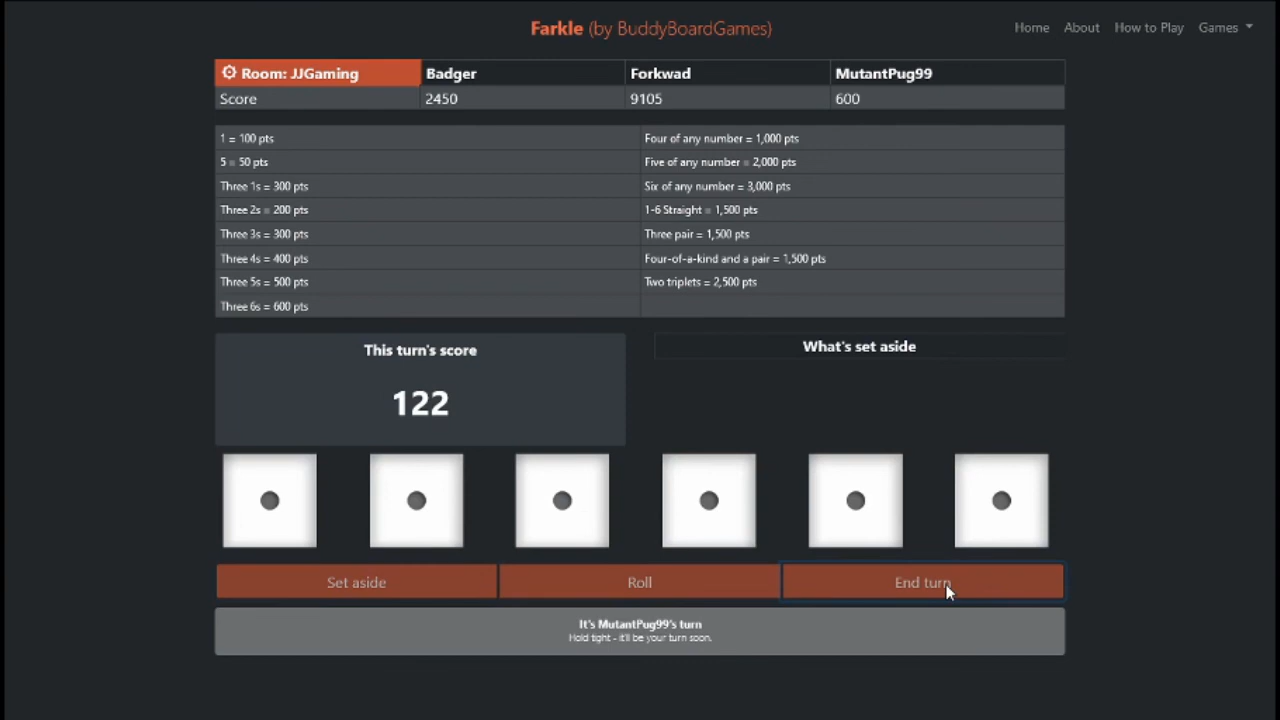 Farkle (by BuddyBoardGames)
Home About How to Play Games
Room: JJGaming Badger Forkwad MutantPug99
Score 2450 9105 600
1 = 100 pts Four of any number = 1,000 pts
5 = 50 pts Five of any number = 2,000 pts
Three 1s = 300 pts Six of any number = 3,000 pts
Three 2s = 200 pts 1-6 Straight = 1,500 pts
Three 3s = 300 pts Three pair = 1,500 pts
Three 4s = 400 pts Four-of-a-kind and a pair = 1,500 pts
Three 5s = 500 pts Two triplets = 2,500 pts
Three 6s = 600 pts
This turn's score What's set aside
122
Set aside Roll End turn
It's MutantPug99's turn
Hold tight - it'll be your turn soon.